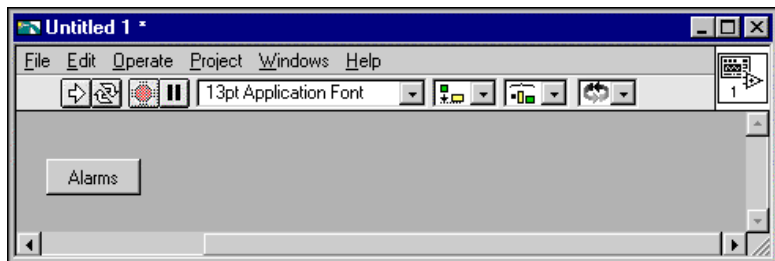 Untitled 1 *
File Edit Operate Project Windows Help
13pt Application Font
1
Alarms